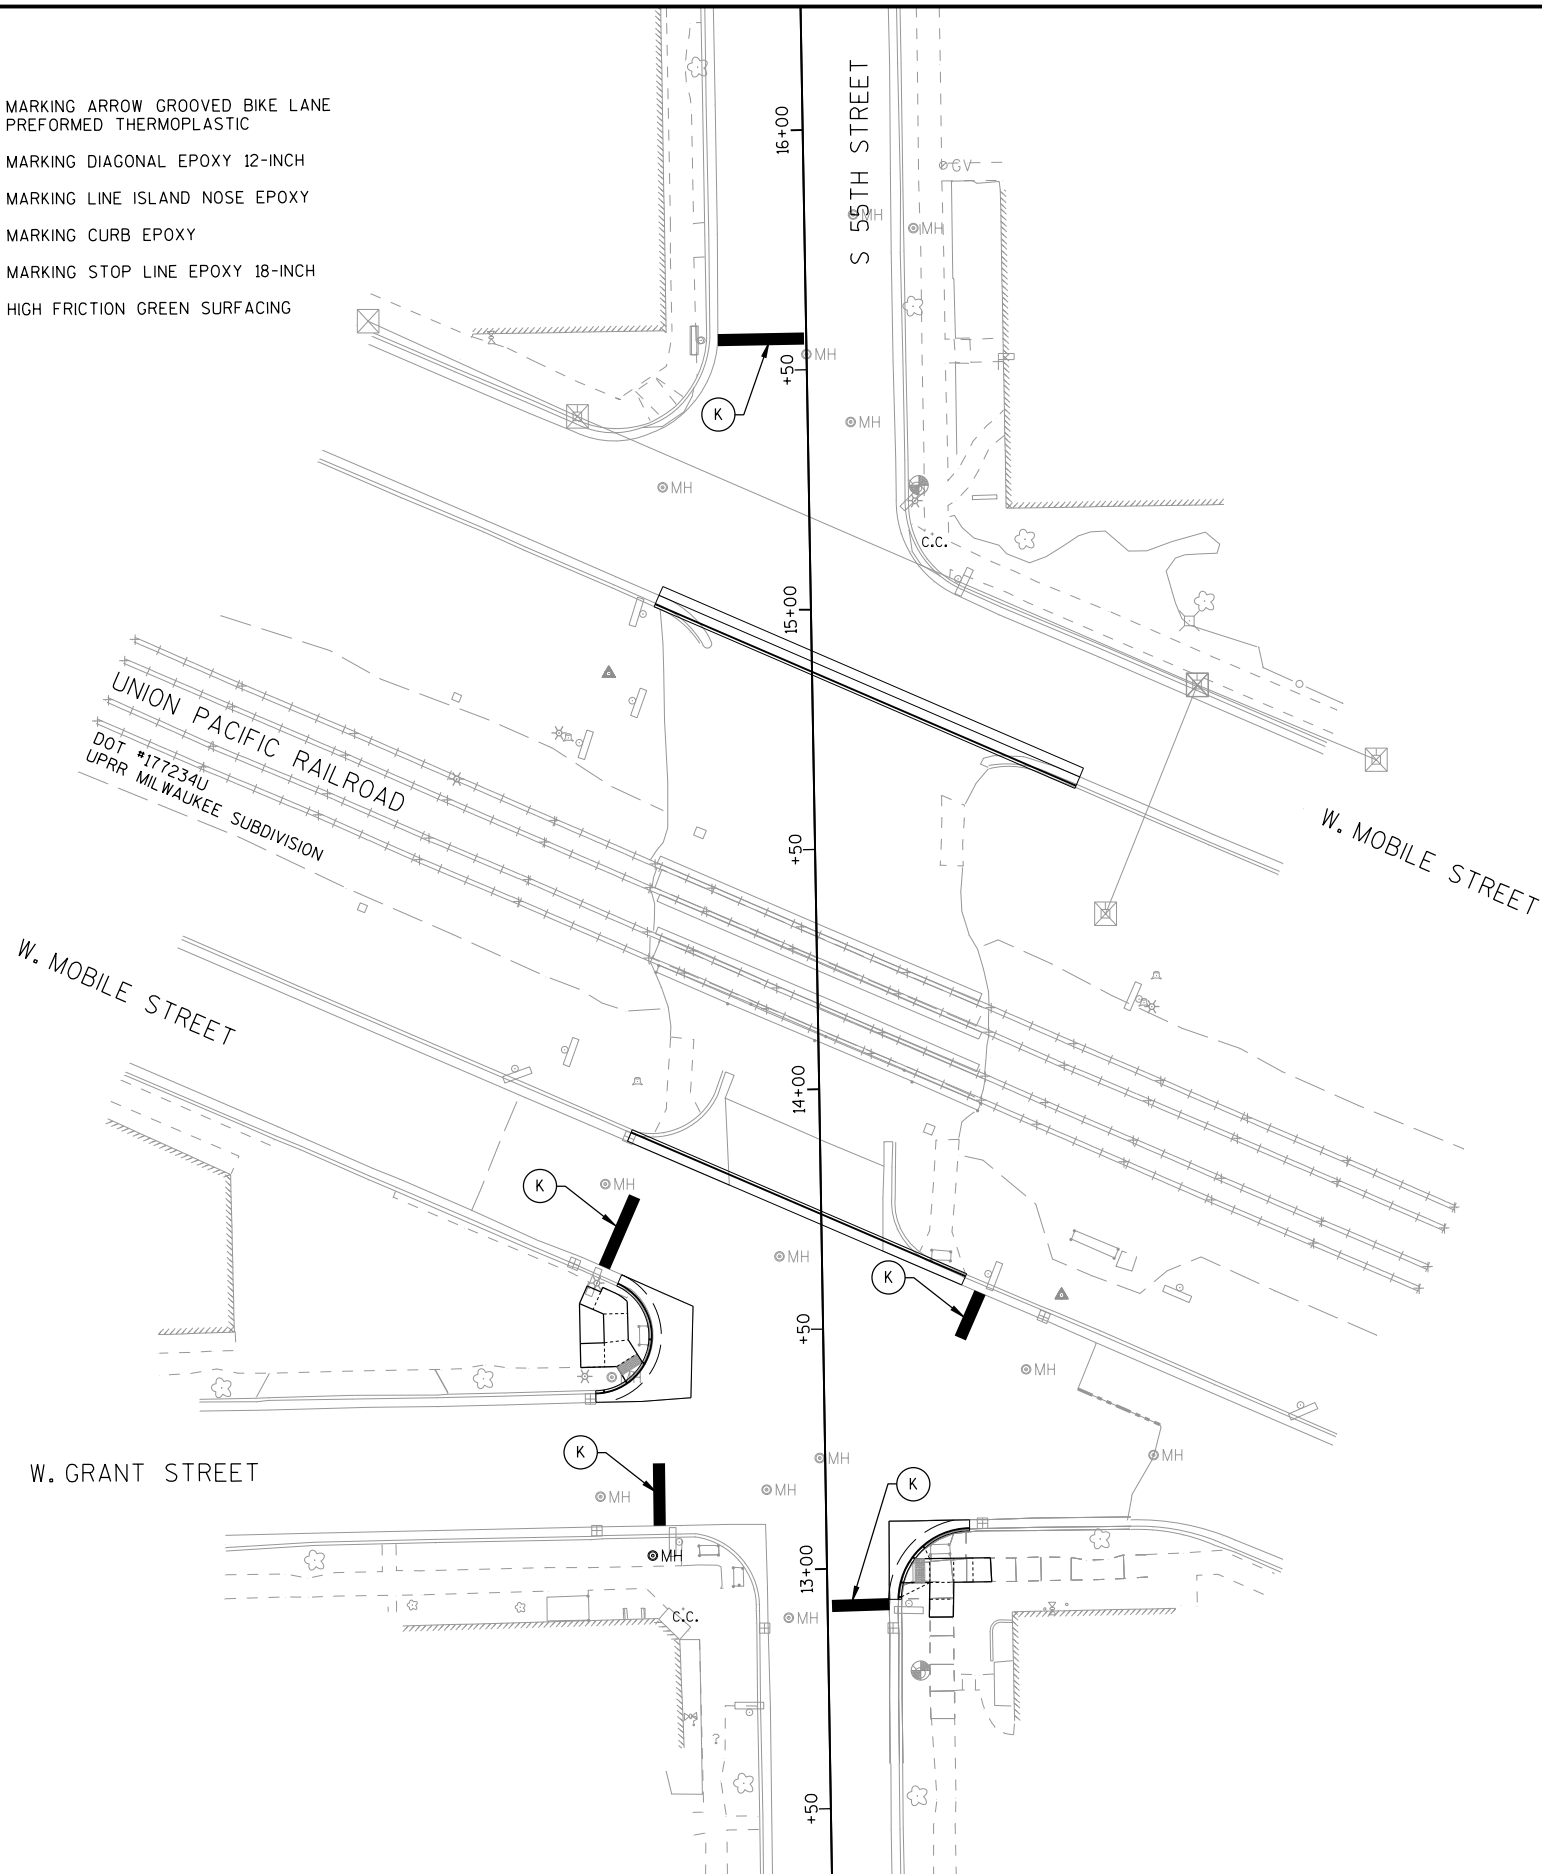 MARKING ARROW GROOVED BIKE LANE
PREFORMED THERMOPLASTIC
MARKING DIAGONAL EPOXY 12-INCH
MARKING LINE ISLAND NOSE EPOXY
MARKING CURB EPOXY
MARKING STOP LINE EPOXY 18-INCH
HIGH FRICTION GREEN SURFACING
S 55TH STREET
16+00
GV
MH
MH
+50
MH
K
MH
MH
C.C.
15+00
UNION PACIFIC RAILROAD
DOT #177234U
UPRR MILWAUKEE SUBDIVISION
+50
W. MOBILE STREET
W. MOBILE STREET
14+00
K
MH
MH
K
+50
MH
W. GRANT STREET
K
MH
MH
MH
MH
K
MH
13+00
MH
C.C.
?
+50